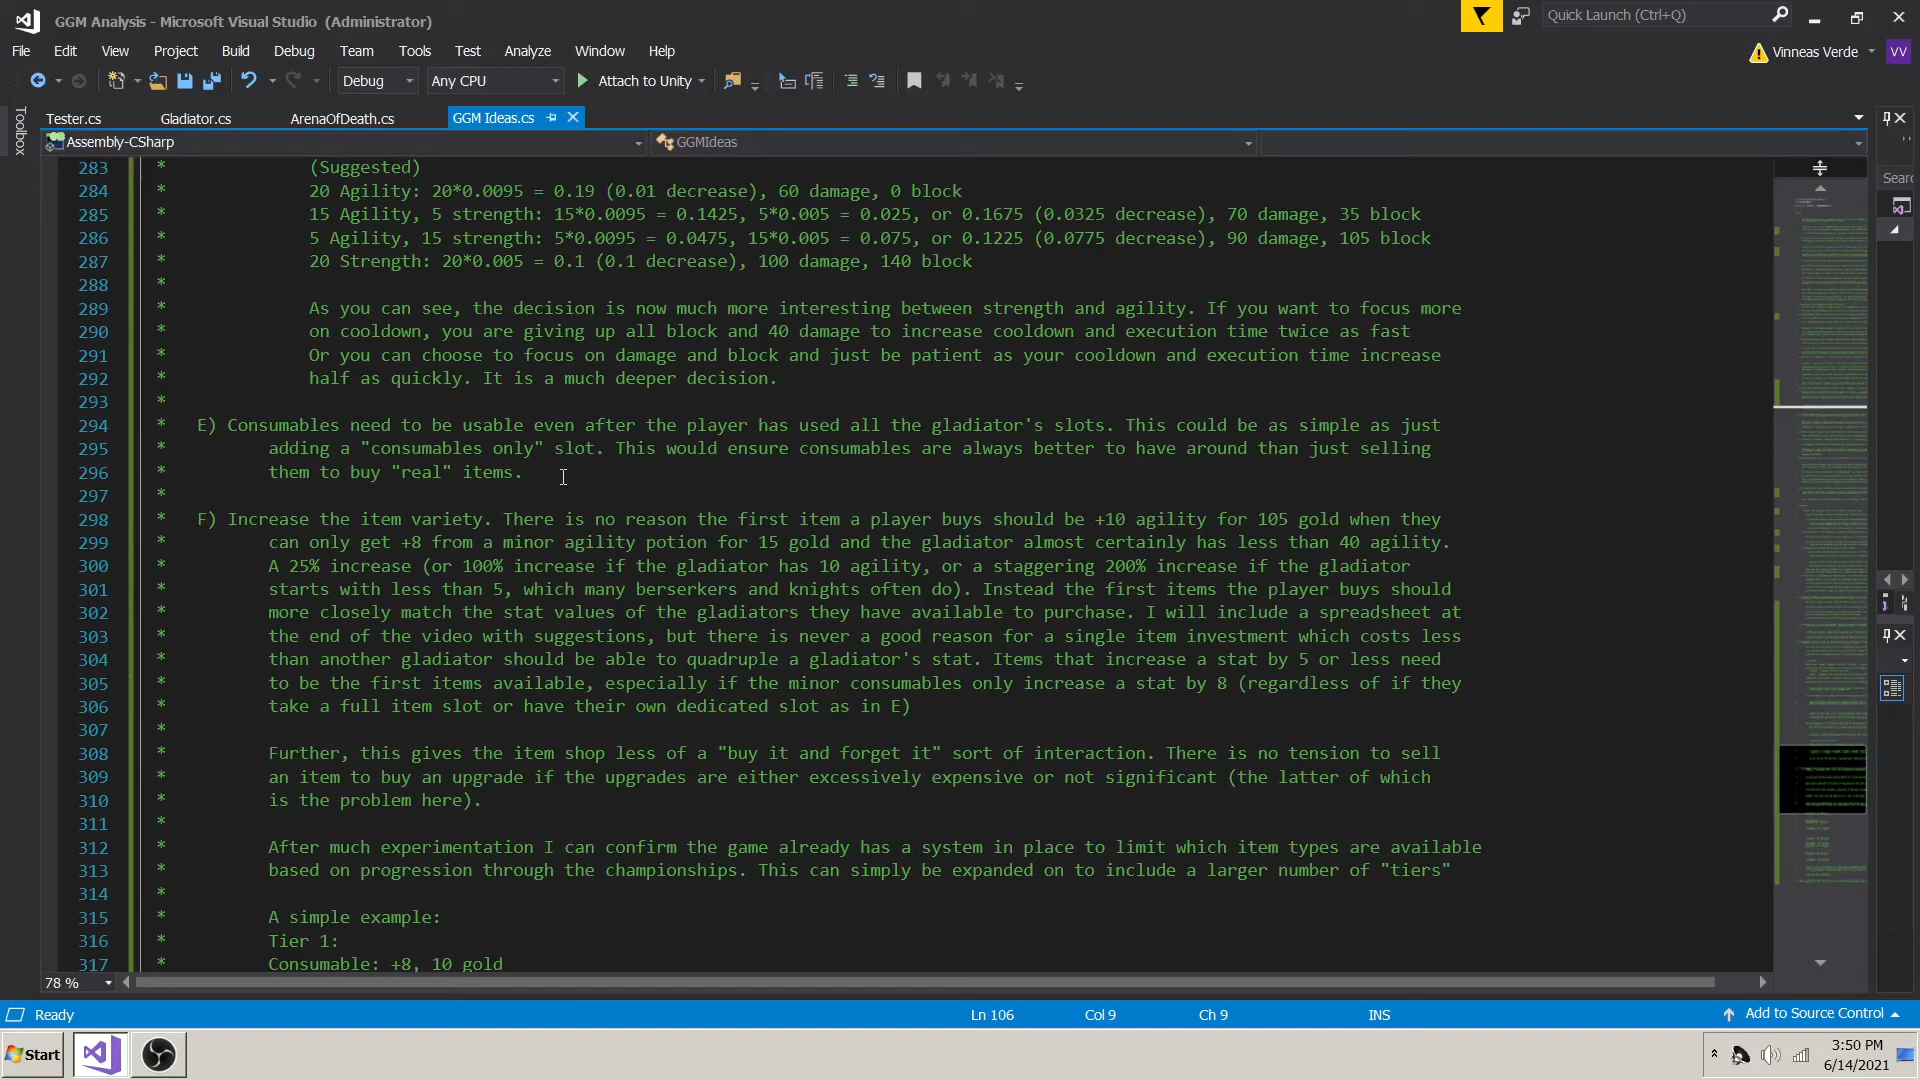 GGM Analysis - Microsoft Visual Studio (Administrator)
Quick Launch (Ctrl+Q)
File Edit View Project Build Debug Team Tools Test Analyze Window Help
Vinneas Verde VV
Debug Any CPU Attach to Unity
Toolbox
Tester.cs Gladiator.cs ArenaOfDeath.cs GGM Ideas.cs
Assembly-CSharp GGMIdeas
Sear
283 * (Suggested)
284 * 20 Agility: 20*0.0095 = 0.19 (0.01 decrease), 60 damage, 0 block
285 * 15 Agility, 5 strength: 15*0.0095 = 0.1425, 5*0.005 = 0.025, or 0.1675 (0.0325 decrease), 70 damage, 35 block
286 * 5 Agility, 15 strength: 5*0.0095 = 0.0475, 15*0.005 = 0.075, or 0.1225 (0.0775 decrease), 90 damage, 105 block
287 * 20 Strength: 20*0.005 = 0.1 (0.1 decrease), 100 damage, 140 block
288 *
289 * As you can see, the decision is now much more interesting between strength and agility. If you want to focus more
290 * on cooldown, you are giving up all block and 40 damage to increase cooldown and execution time twice as fast
291 * Or you can choose to focus on damage and block and just be patient as your cooldown and execution time increase
292 * half as quickly. It is a much deeper decision.
293 *
294 * E) Consumables need to be usable even after the player has used all the gladiator's slots. This could be as simple as just
295 * adding a "consumables only" slot. This would ensure consumables are always better to have around than just selling
296 * them to buy "real" items.
297 *
298 * F) Increase the item variety. There is no reason the first item a player buys should be +10 agility for 105 gold when they
299 * can only get +8 from a minor agility potion for 15 gold and the gladiator almost certainly has less than 40 agility.
300 * A 25% increase (or 100% increase if the gladiator has 10 agility, or a staggering 200% increase if the gladiator
301 * starts with less than 5, which many berserkers and knights often do). Instead the first items the player buys should
302 * more closely match the stat values of the gladiators they have available to purchase. I will include a spreadsheet at
303 * the end of the video with suggestions, but there is never a good reason for a single item investment which costs less
304 * than another gladiator should be able to quadruple a gladiator's stat. Items that increase a stat by 5 or less need
305 * to be the first items available, especially if the minor consumables only increase a stat by 8 (regardless of if they
306 * take a full item slot or have their own dedicated slot as in E)
307 *
308 * Further, this gives the item shop less of a "buy it and forget it" sort of interaction. There is no tension to sell
309 * an item to buy an upgrade if the upgrades are either excessively expensive or not significant (the latter of which
310 * is the problem here).
311 *
312 * After much experimentation I can confirm the game already has a system in place to limit which item types are available
313 * based on progression through the championships. This can simply be expanded on to include a larger number of "tiers"
314 *
315 * A simple example:
316 * Tier 1:
317 * Consumable: +8, 10 gold
78 %
Ready Ln 106 Col 9 Ch 9 INS Add to Source Control
Start 3:50 PM
6/14/2021